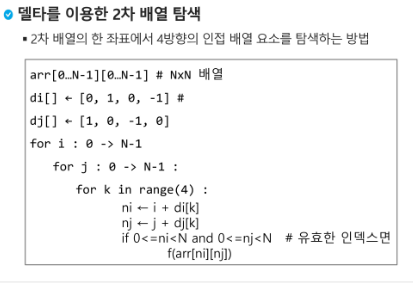 델타를 이용한 2차 배열 탐색
▪ 2차 배열의 한 좌표에서 4방향의 인접 배열 요소를 탐색하는 방법
arr[0…N-1][0…N-1] # NxN 배열
di[] ← [0, 1, 0, -1] #
dj[] ← [1, 0, -1, 0]
for i : 0 -> N-1
for j : 0 -> N-1 :
for k in range(4) :
ni ← i + di[k]
nj ← j + dj[k]
if 0<=ni<N and 0<=nj<N # 유효한 인덱스면
f(arr[ni][nj])